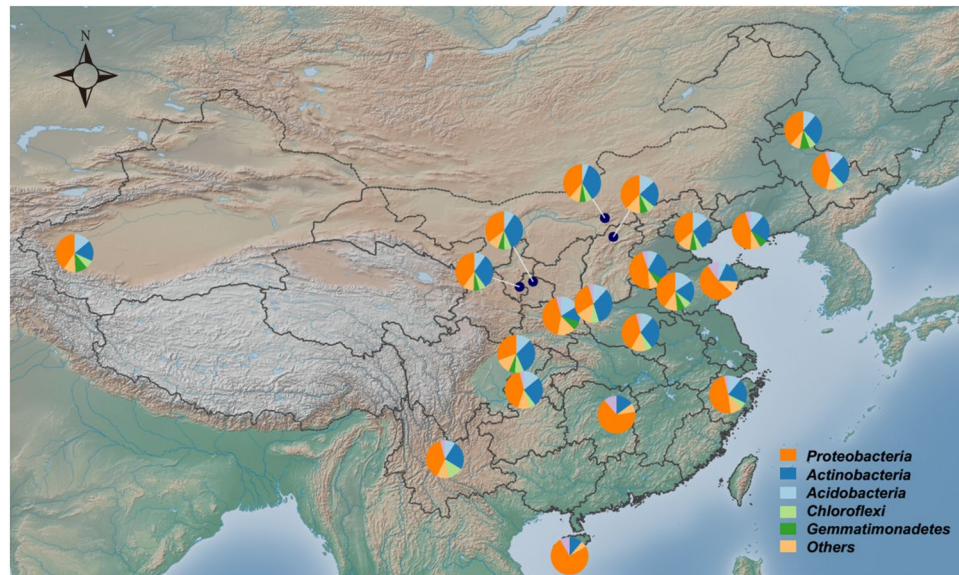 N
Proteobacteria
Actinobacteria
Acidobacteria
Chloroflexi
Gemmatimonadetes
Others